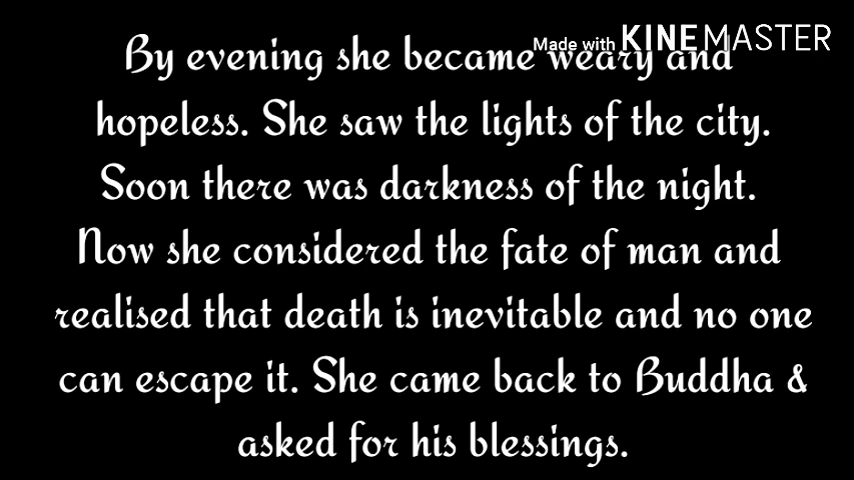 Made with KINEMASTER
By evening she became weary and
hopeless. She saw the lights of the city.
Soon there was darkness of the night.
Now she considered the fate of man and
realised that death is inevitable and no one
can escape it. She came back to Buddha &
asked for his blessings.